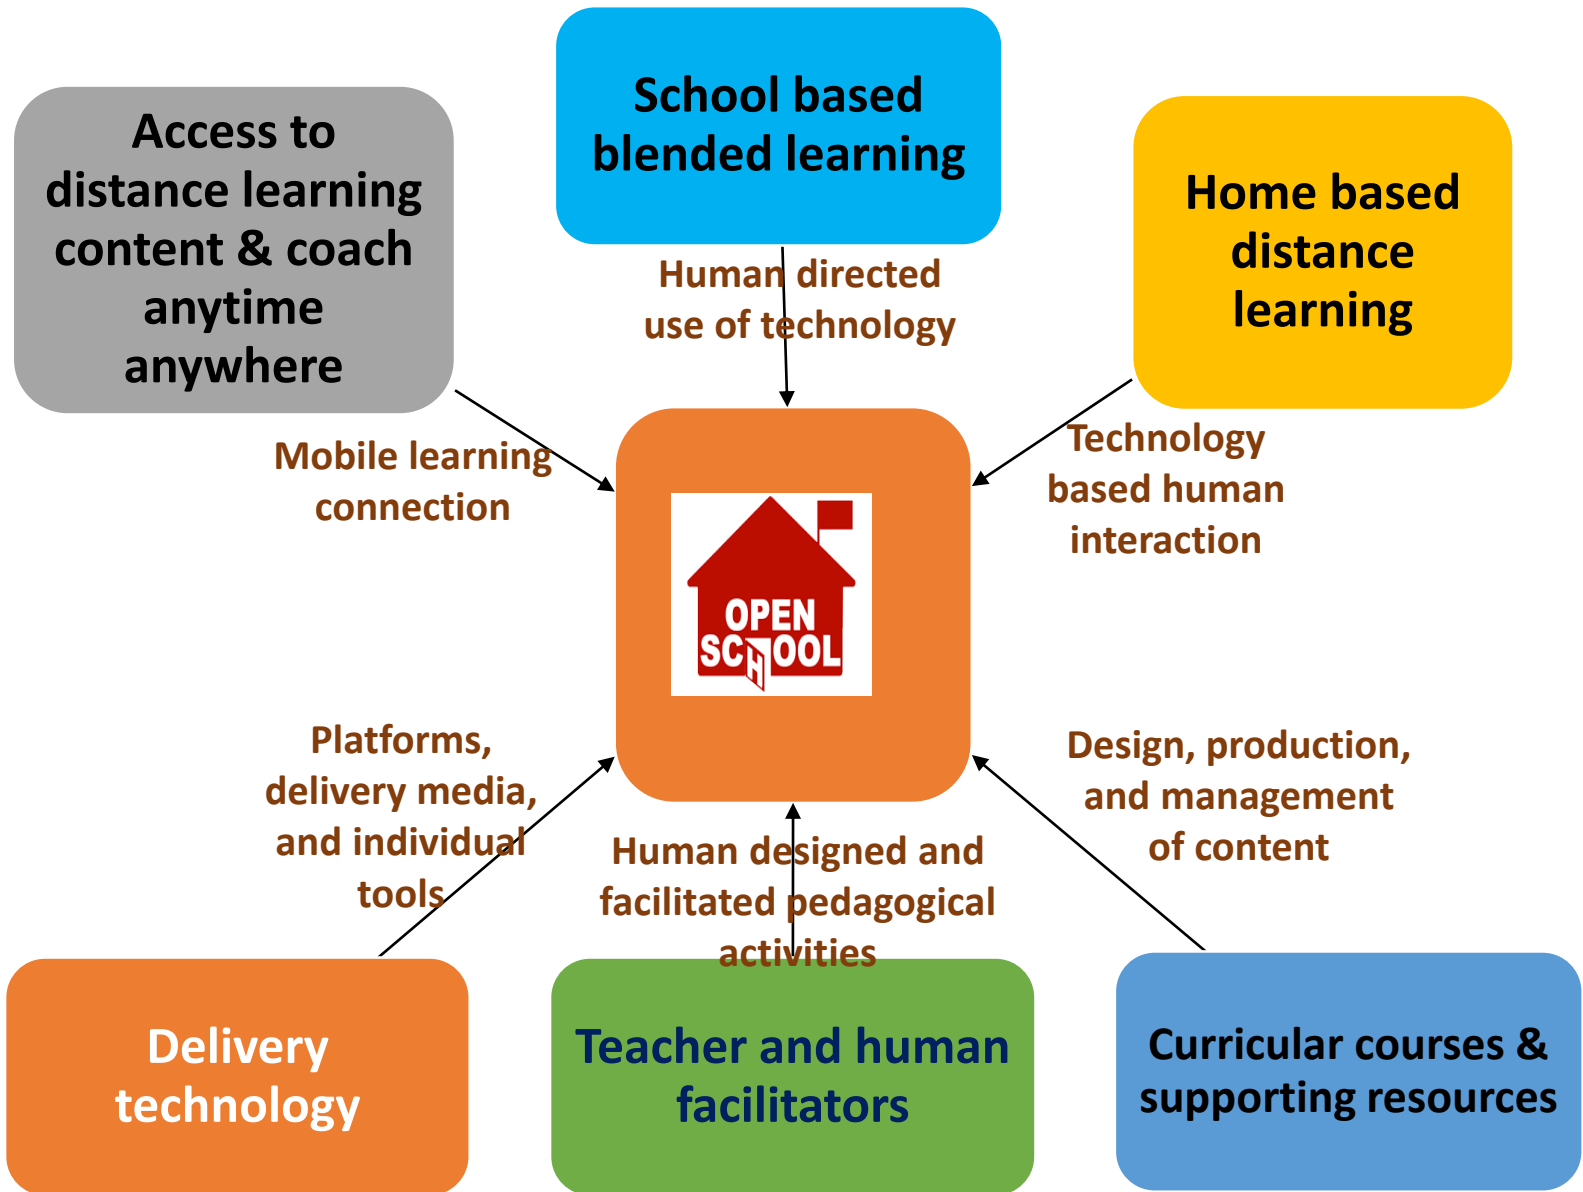 School based
blended learning
Access to
distance learning
content & coach
anytime
anywhere
Home based
distance
learning
Human directed
use of technology
Mobile learning
connection
Technology
based human
interaction
OPEN
SCHOOL
Platforms,
delivery media,
and individual
tools
Human designed and
facilitated pedagogical
activities
Design, production,
and management
of content
Delivery
technology
Teacher and human
facilitators
Curricular courses &
supporting resources